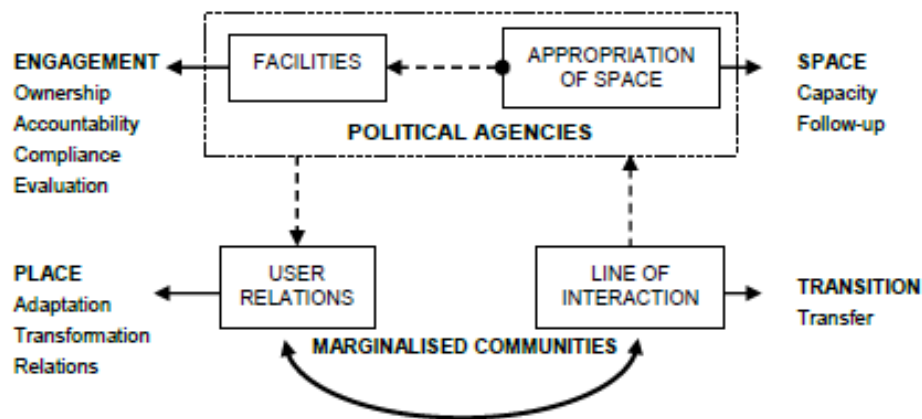 ENGAGEMENT
Ownership
Accountability
Compliance
Evaluation
FACILITIES
APPROPRIATION
OF SPACE
POLITICAL AGENCIES
SPACE
Capacity
Follow-up
PLACE
Adaptation
Transformation
Relations
USER
RELATIONS
LINE OF
INTERACTION
MARGINALISED COMMUNITIES
TRANSITION
Transfer